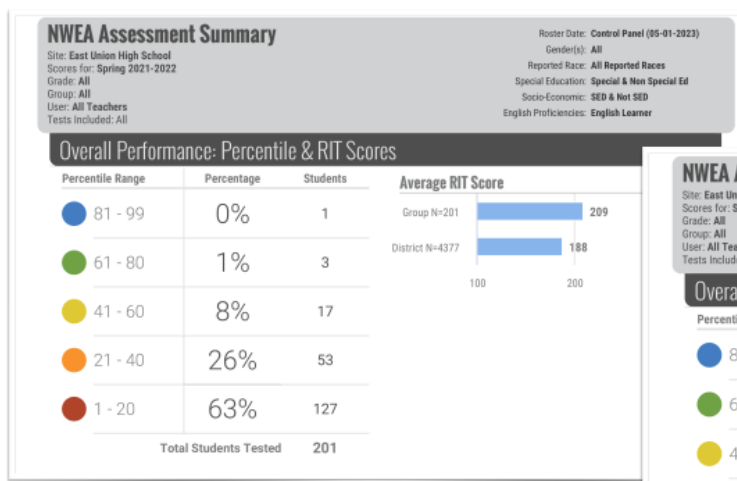 NWEA Assessment Summary
Site: East Union High School
Scores for: Spring 2021-2022
Grade: All
Group: All
User: All Teachers
Tests Included: All
Roster Date: Control Panel (05-01-2023)
Gender(s): All
Reported Race: All Reported Races
Special Education: Special & Non Special Ed
Socio-Economic: SED & Not SED
English Proficiencies: English Learner
Overall Performance: Percentile & RIT Scores
Percentile Range Percentage Students
81 - 99 0% 1
61 - 80 1% 3
41 - 60 8% 17
21 - 40 26% 53
1 - 20 63% 127
Total Students Tested 201
Average RIT Score
Group N=201 209
District N=4377 188
100 200
NWEA
Site: East
Scores for:
Grade: All
Group: All
User: All
Tests
8
6
4